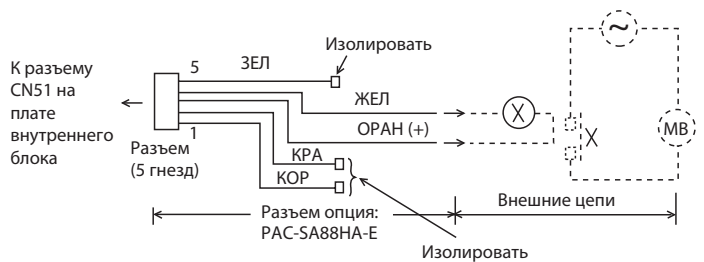 Изолировать
5
ЗЕЛ
К разъему
CN51 на
плате
внутреннего
блока
ЖЕЛ
X
ОРАН (+)
X
МВ
1
Разъем
(5 гнезд)
КРА
КОР
Внешние цепи
Разъем опция:
PAC-SA88HA-E
Изолировать